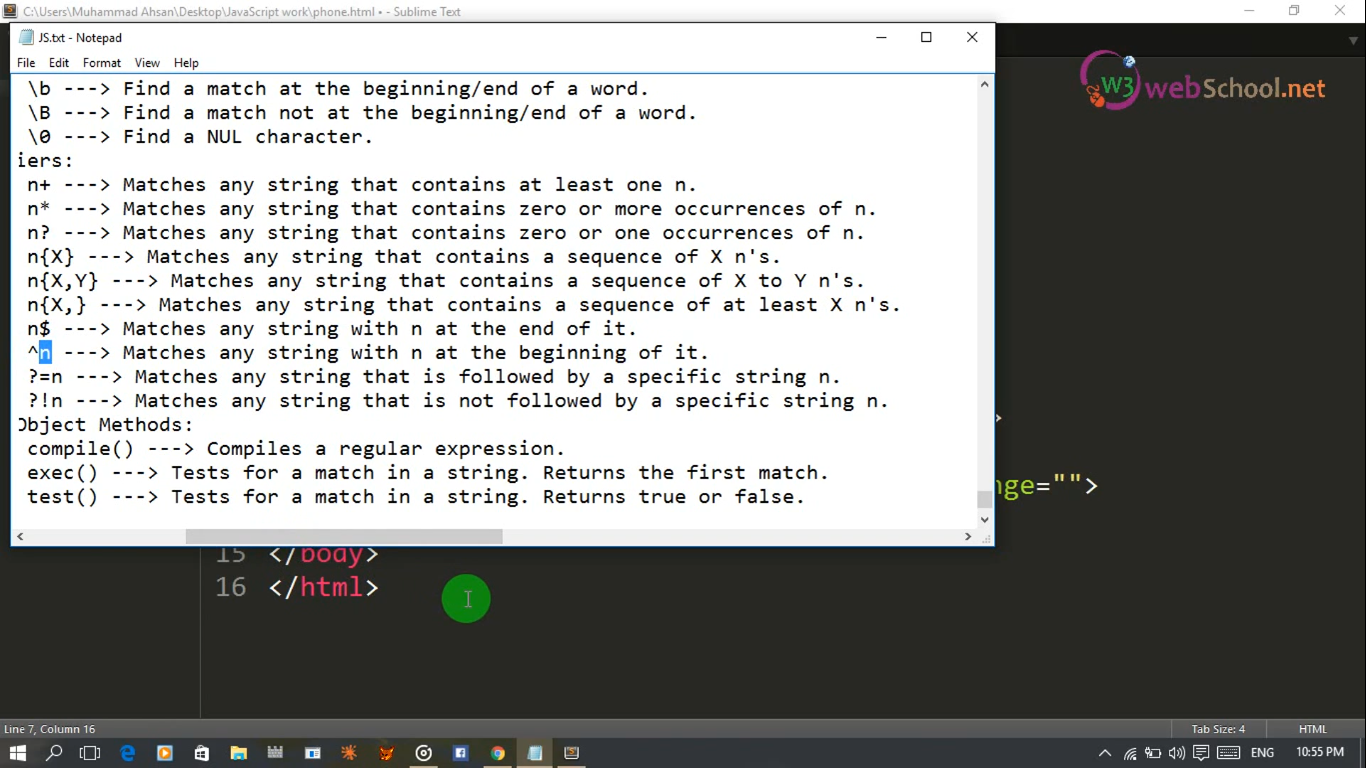 C:\Users\Muhammad Ahsan\Desktop\JavaScript work\phone.html • - Sublime Text
JS.txt - Notepad
File Edit Format View Help
\b ---> Find a match at the beginning/end of a word.
\B ---> Find a match not at the beginning/end of a word.
\0 ---> Find a NUL character.
iers:
n+ ---> Matches any string that contains at least one n.
n* ---> Matches any string that contains zero or more occurrences of n.
n? ---> Matches any string that contains zero or one occurrences of n.
n{X} ---> Matches any string that contains a sequence of X n's.
n{X,Y} ---> Matches any string that contains a sequence of X to Y n's.
n{X,} ---> Matches any string that contains a sequence of at least X n's.
n$ ---> Matches any string with n at the end of it.
^n ---> Matches any string with n at the beginning of it.
?=n ---> Matches any string that is followed by a specific string n.
?!n ---> Matches any string that is not followed by a specific string n.
Object Methods:
compile() ---> Compiles a regular expression.
exec() ---> Tests for a match in a string. Returns the first match.
test() ---> Tests for a match in a string. Returns true or false.
W3 webSchool.net
>
nge="">
15 </body>
16 </html>
Line 7, Column 16
Tab Size: 4
HTML
ENG
10:55 PM